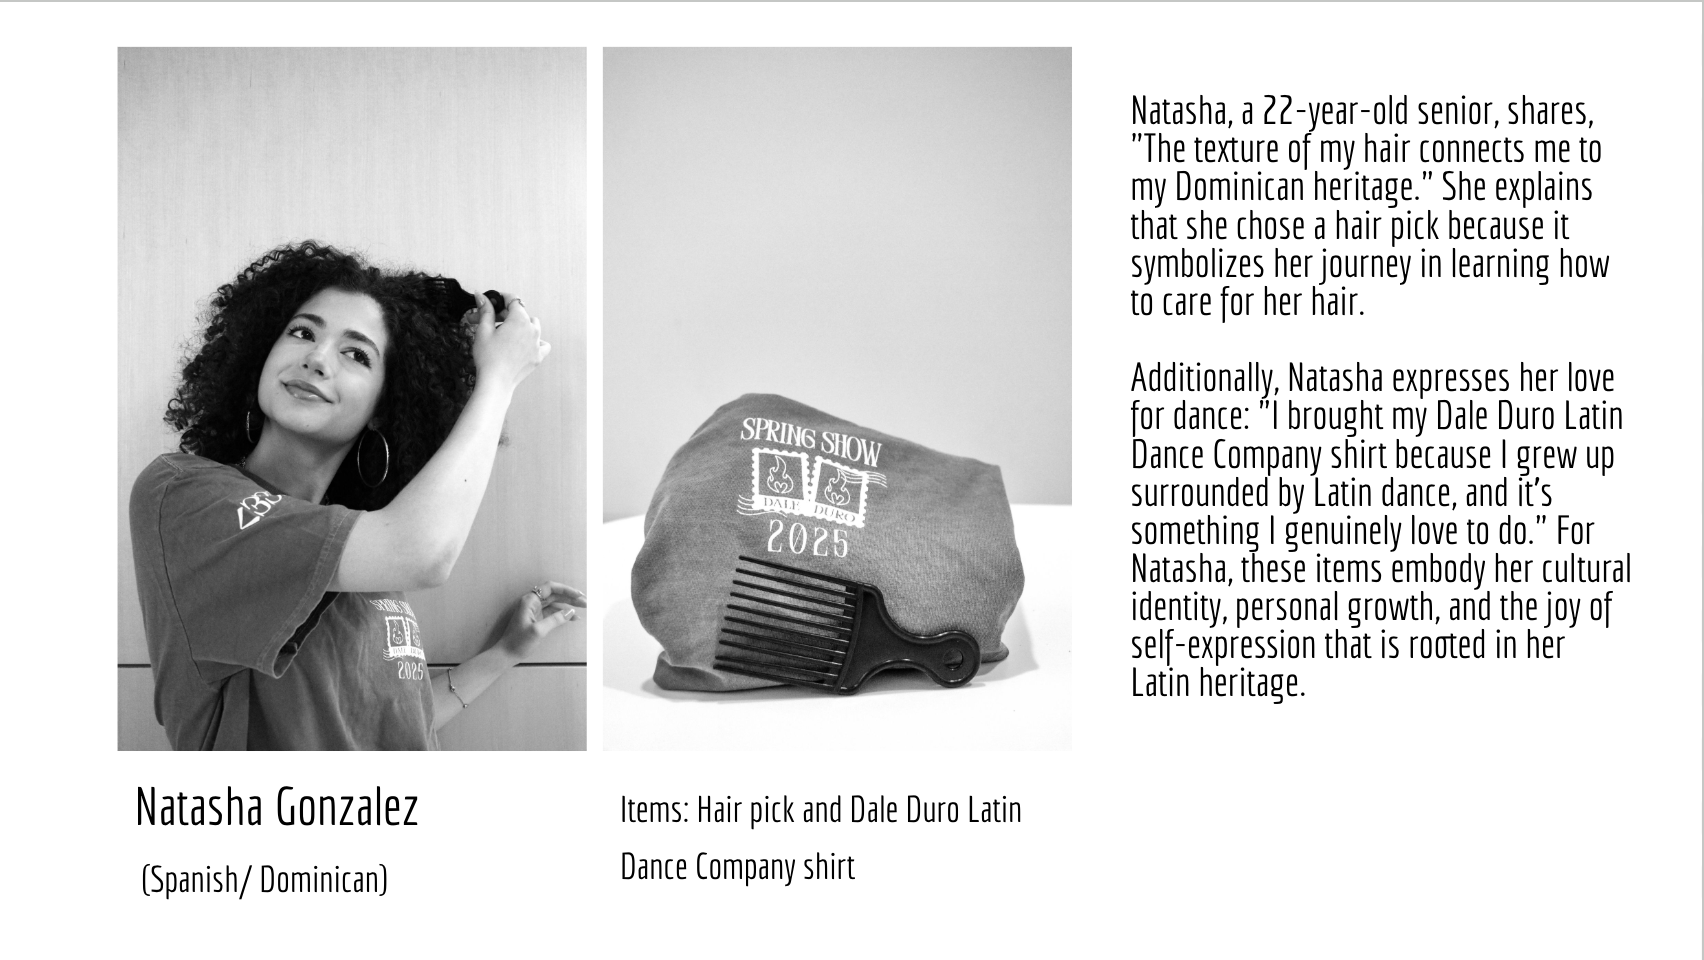 SPRING SHOW
DALE DURO
2025
SPRING SHOW
2025
Natasha, a 22-year-old senior, shares,
"The texture of my hair connects me to
my Dominican heritage." She explains
that she chose a hair pick because it
symbolizes her journey in learning how
to care for her hair.
Additionally, Natasha expresses her love
for dance: "I brought my Dale Duro Latin
Dance Company shirt because I grew up
surrounded by Latin dance, and it's
something I genuinely love to do." For
Natasha, these items embody her cultural
identity, personal growth, and the joy of
self-expression that is rooted in her
Latin heritage.
Natasha Gonzalez
(Spanish/ Dominican)
Items: Hair pick and Dale Duro Latin
Dance Company shirt